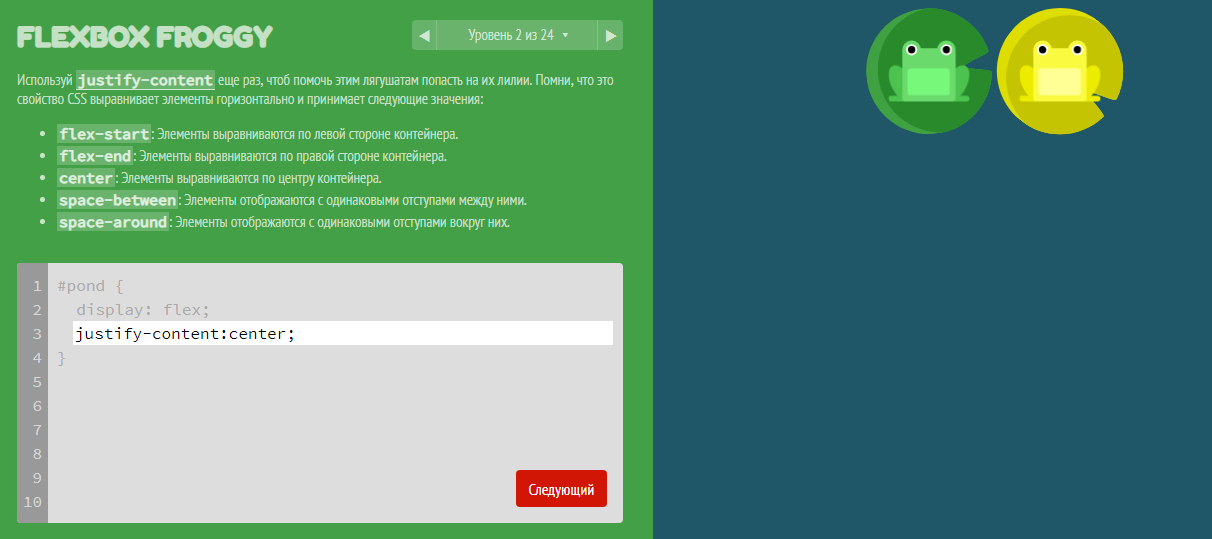 FLEXBOX FROGGY
◀ Уровень 2 из 24 ▼ ▶
Используй justify-content еще раз, чтоб помочь этим лягушатам попасть на их лилии. Помни, что это
свойство CSS выравнивает элементы горизонтально и принимает следующие значения:
• flex-start: Элементы выравниваются по левой стороне контейнера.
• flex-end: Элементы выравниваются по правой стороне контейнера.
• center: Элементы выравниваются по центру контейнера.
• space-between: Элементы отображаются с одинаковыми отступами между ними.
• space-around: Элементы отображаются с одинаковыми отступами вокруг них.
1 #pond {
2 display: flex;
3 justify-content:center;
4 }
5
6
7
8
9
10
Следующий